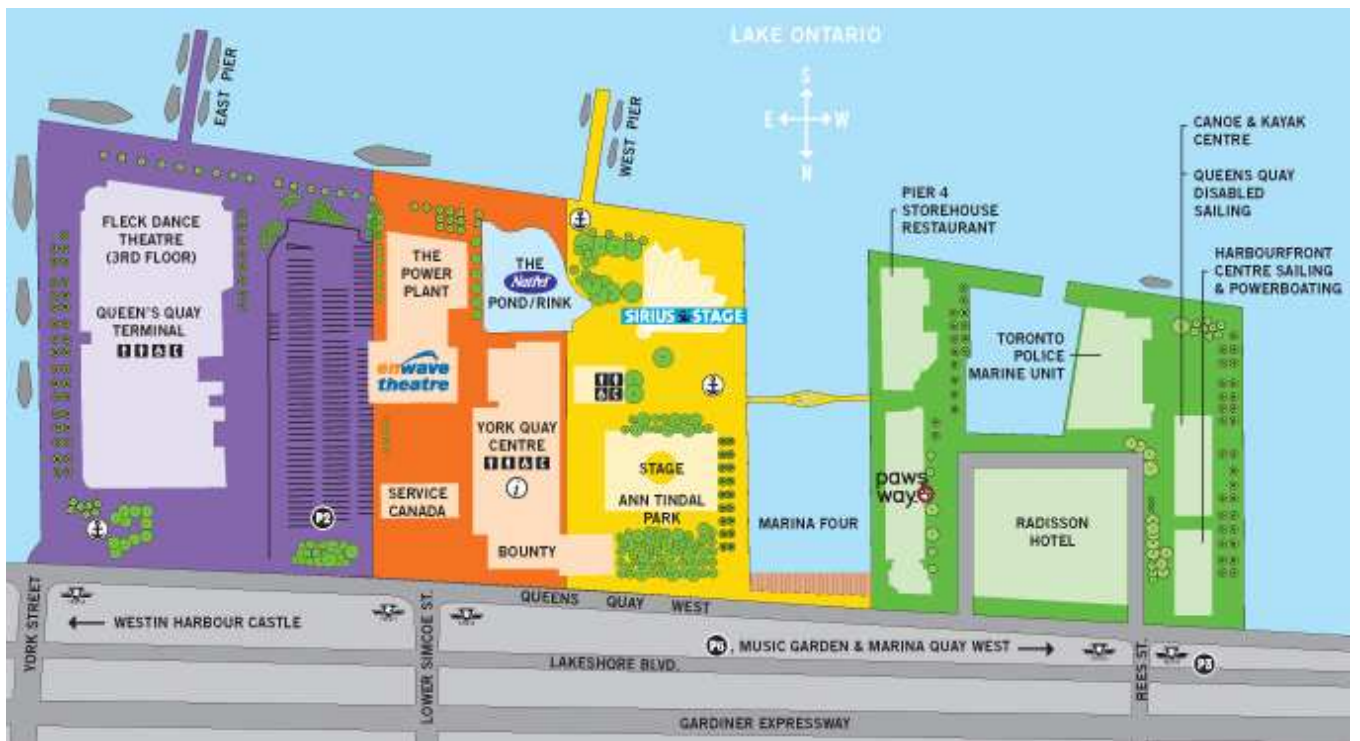 LAKE ONTARIO
S
E W
N
EAST PIER
WEST PIER
CANOE & KAYAK
CENTRE
QUEENS QUAY
DISABLED
SAILING
HARBOURFRONT
CENTRE SAILING
& POWERBOATING
PIER 4
STOREHOUSE
RESTAURANT
FLECK DANCE
THEATRE
(3RD FLOOR)
QUEEN'S QUAY
TERMINAL
C
THE
POWER
PLANT
enwave
theatre
THE
Natrel
POND/RINK
SIRIUS STAGE
C
TORONTO
POLICE
MARINE UNIT
YORK QUAY
CENTRE
C
i
SERVICE
CANADA
BOUNTY
STAGE
ANN TINDAL
PARK
MARINA FOUR
paws
way
RADISSON
HOTEL
P2
YORK STREET
WESTIN HARBOUR CASTLE
LOWER SIMCOE ST.
QUEENS QUAY WEST
, MUSIC GARDEN & MARINA QUAY WEST
LAKESHORE BLVD.
REES ST.
P3
GARDINER EXPRESSWAY